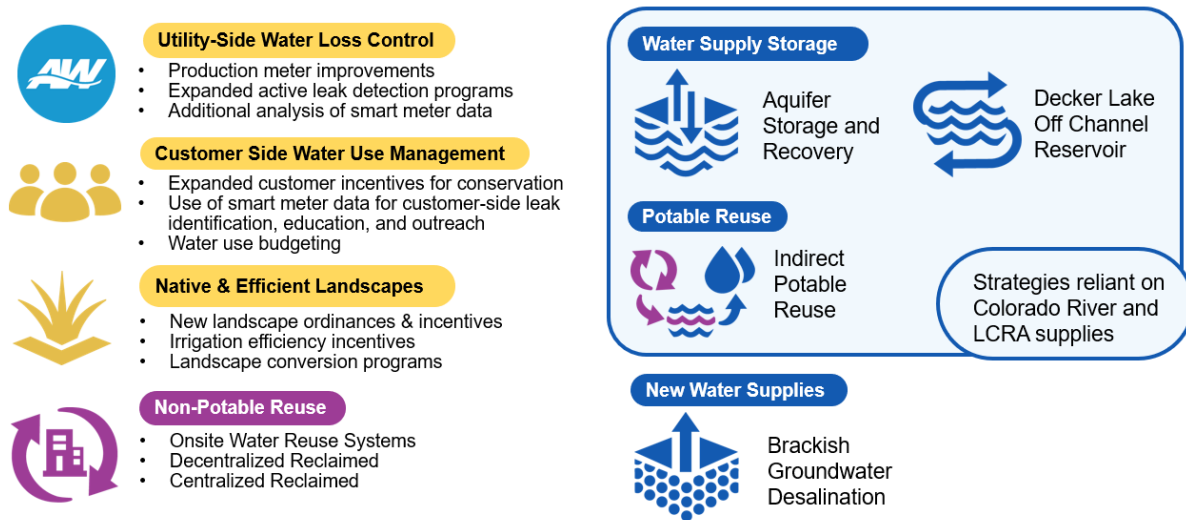 AW
Utility-Side Water Loss Control
• Production meter improvements
• Expanded active leak detection programs
• Additional analysis of smart meter data
Customer Side Water Use Management
• Expanded customer incentives for conservation
• Use of smart meter data for customer-side leak
identification, education, and outreach
• Water use budgeting
Native & Efficient Landscapes
• New landscape ordinances & incentives
• Irrigation efficiency incentives
• Landscape conversion programs
Non-Potable Reuse
• Onsite Water Reuse Systems
• Decentralized Reclaimed
• Centralized Reclaimed
Water Supply Storage
Aquifer
Storage and
Recovery
Decker Lake
Off Channel
Reservoir
Potable Reuse
Indirect
Potable
Reuse
Strategies reliant on
Colorado River and
LCRA supplies
New Water Supplies
Brackish
Groundwater
Desalination